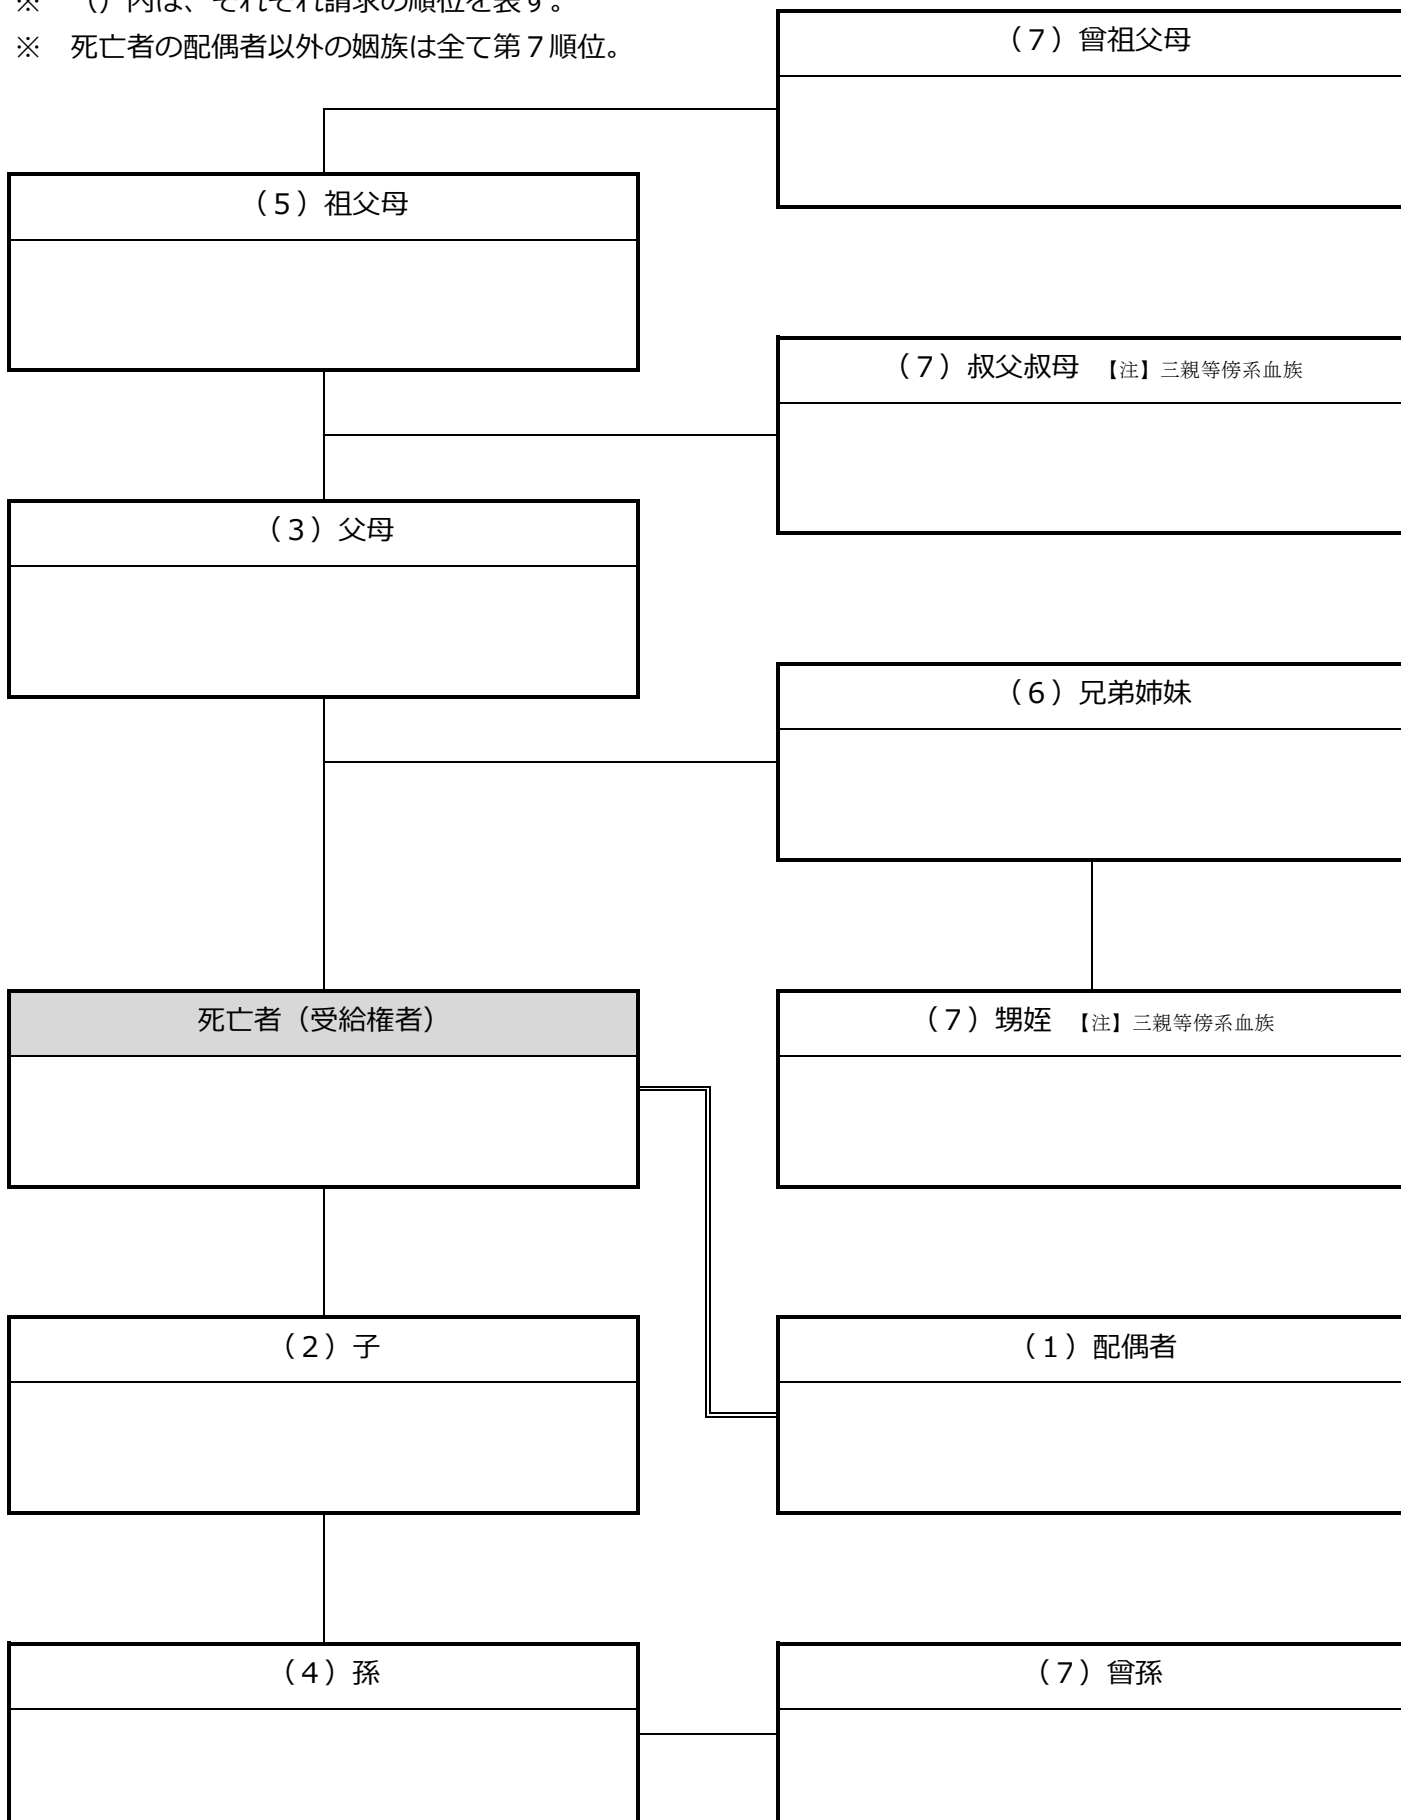 ※　（）内は、それぞれ請求の順位を表す。
※　死亡者の配偶者以外の姻族は全て第７順位。
（７）曾祖父母
（５）祖父母
（７）叔父叔母　【注】三親等傍系血族
（３）父母
（６）兄弟姉妹
死亡者（受給権者）
（７）甥姪　【注】三親等傍系血族
（２）子
（１）配偶者
（４）孫
（７）曾孫